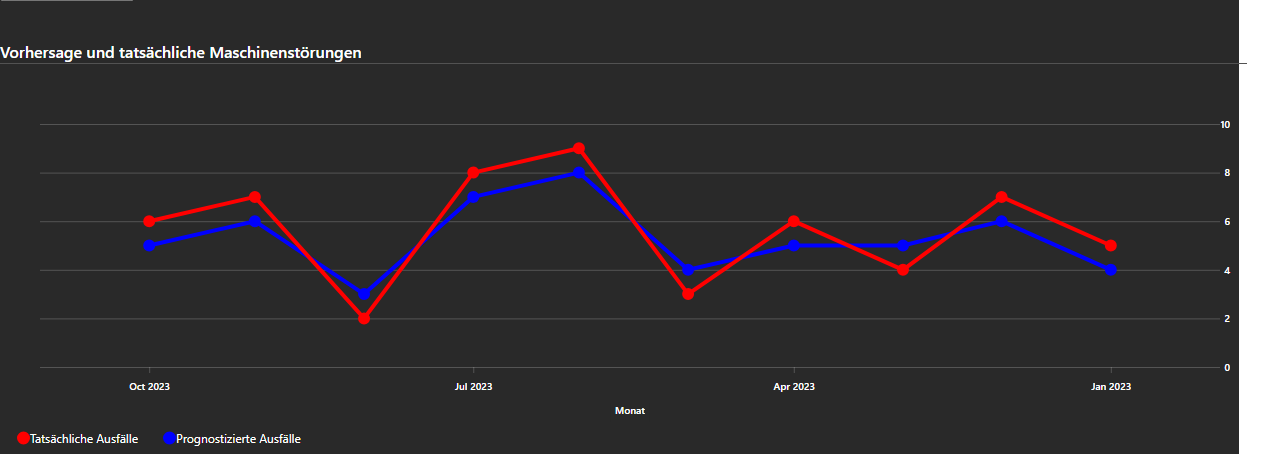 Vorhersage und tatsächliche Maschinenstörungen
10
8
6
4
2
0
Oct 2023 Jul 2023 Apr 2023 Jan 2023
Monat
Tatsächliche Ausfälle Prognostizierte Ausfälle